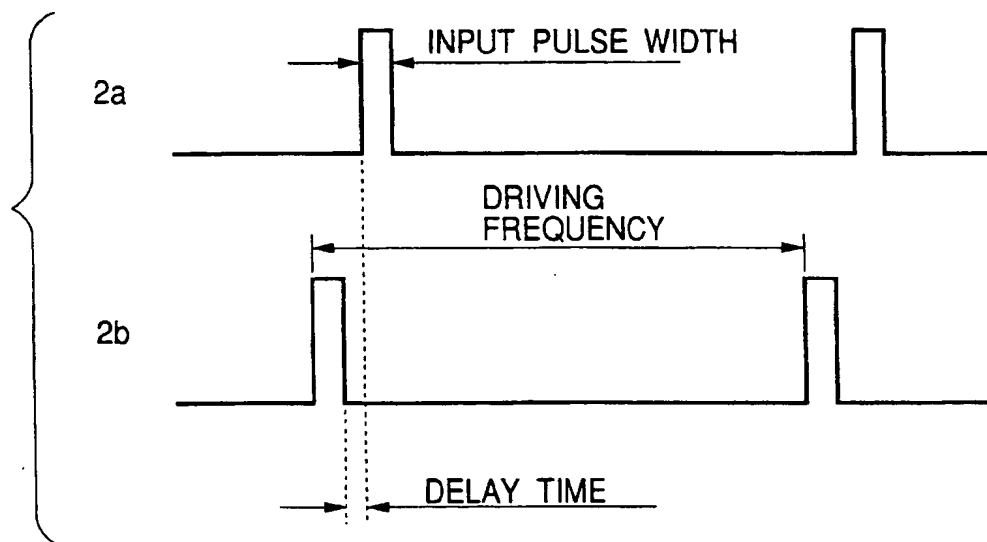 INPUT PULSE WIDTH
2a
DRIVING
FREQUENCY
2b
DELAY TIME